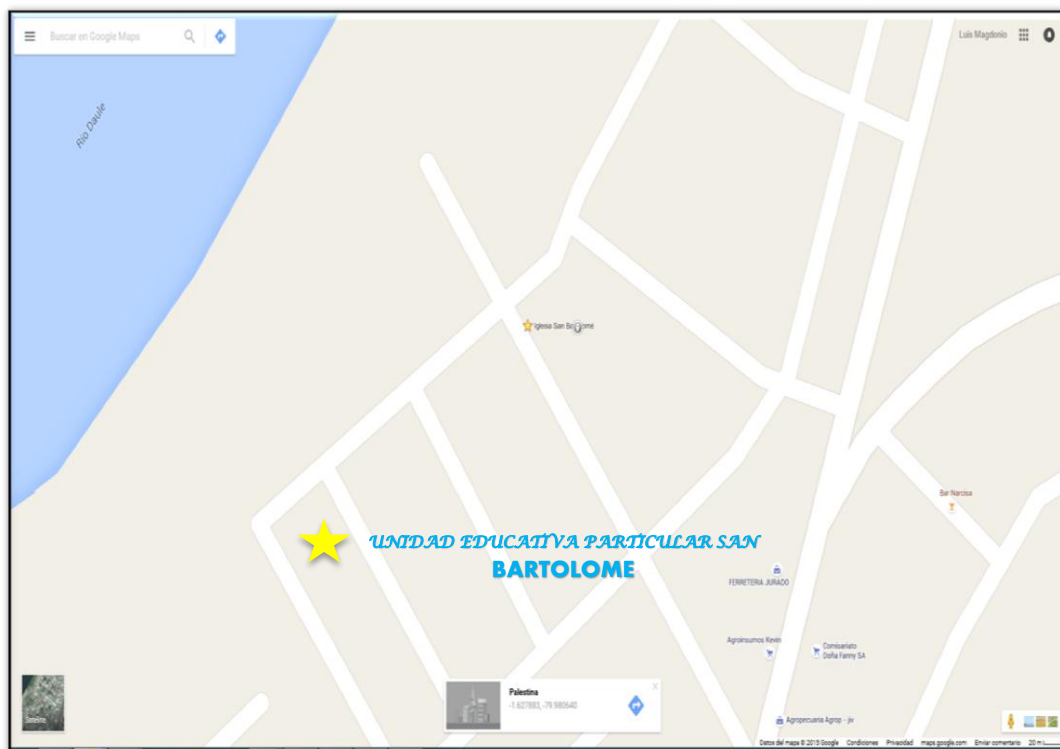 Buscar en Google Maps
Luis Magdonio
Rio Daule
Iglesia San Bartolomé
Bar Narcisa
UNIDAD EDUCATIVA PARTICULAR SAN
BARTOLOME
FERRETERIA JURADO
Agroinsumos Kevin
Comisariato
Doña Fanny SA
Palestina
-1.627883, -79.980640
Agropecuaria Agrop - jv
Datos del mapa © 2015 Google Condiciones Privacidad maps.google.com Enviar comentario 20 m